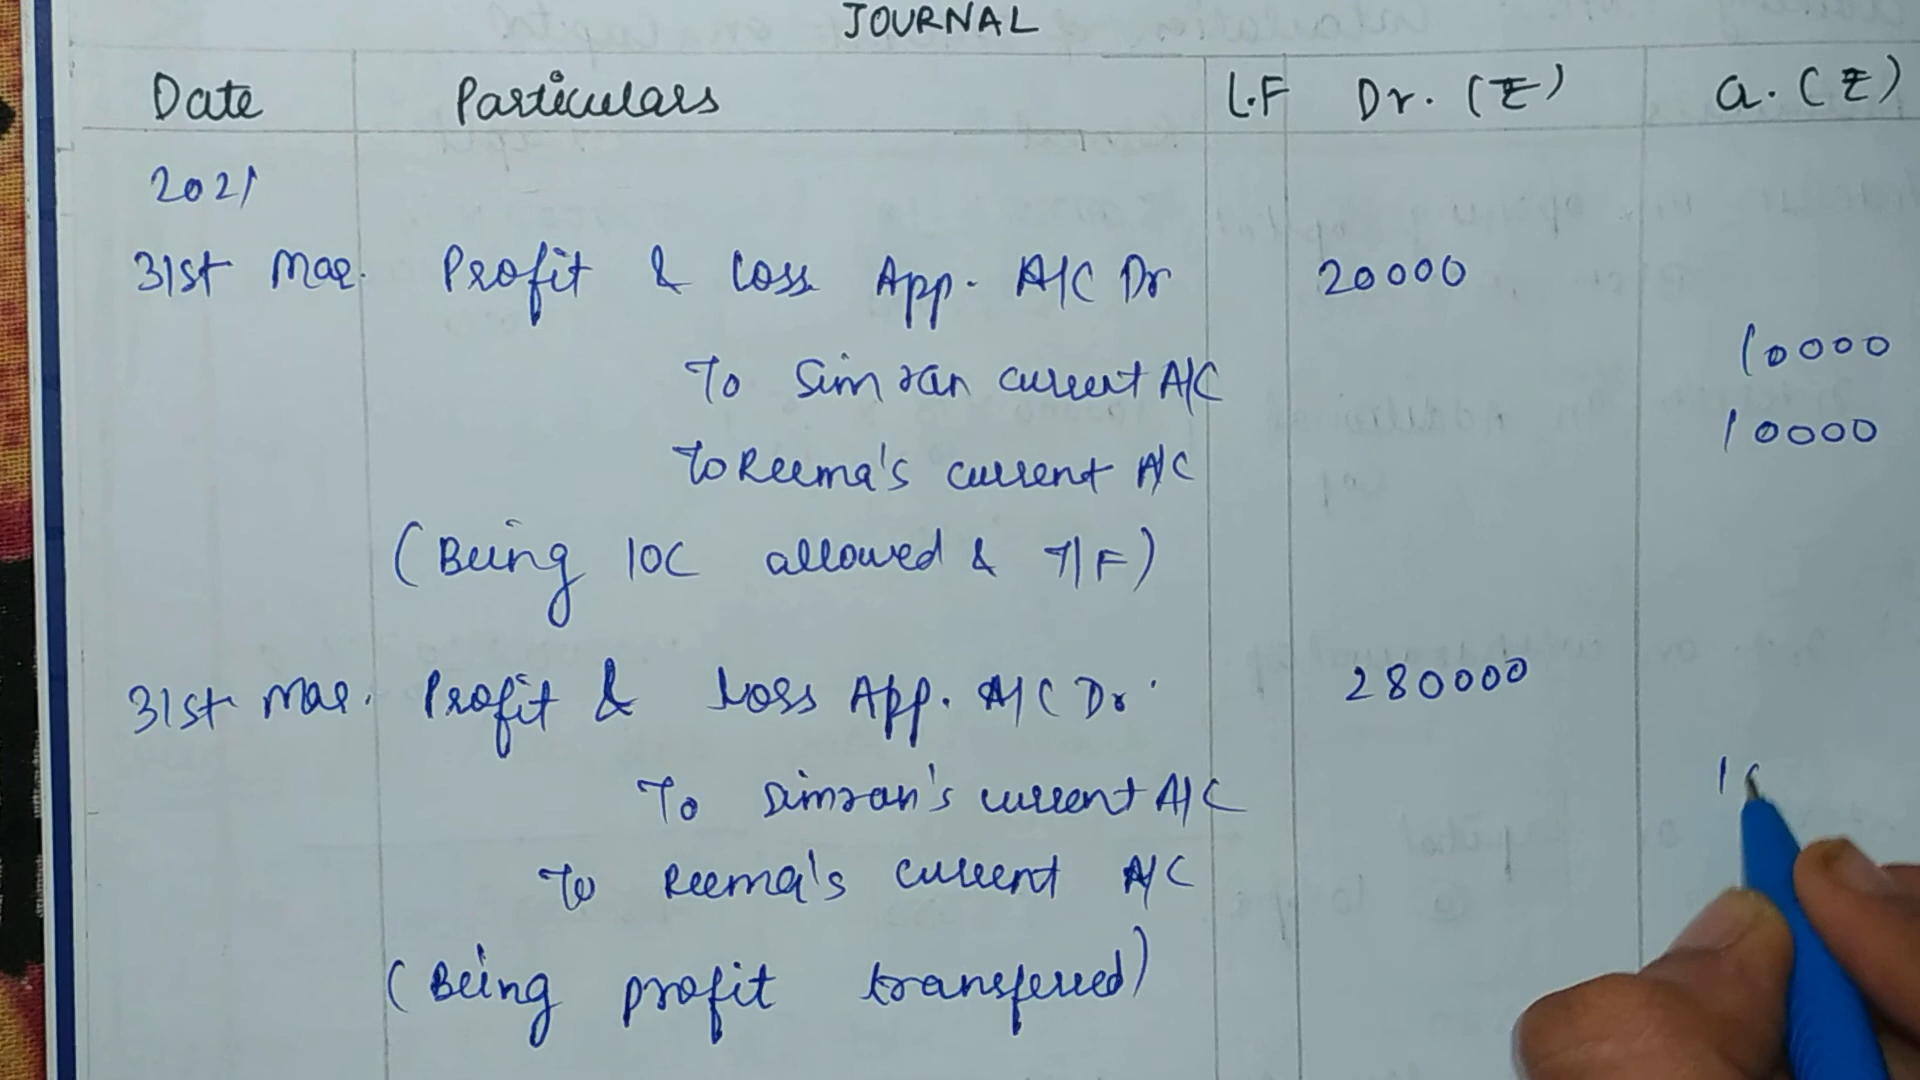 JOURNAL
Date Particulars L.F Dr. (₹) Cr. (₹)
2021
31st Mar. Profit & Loss App. A/C Dr 20000
To Simran current A/C 10000
To Reema's current A/C 10000
(Being IOC allowed & T/F)
31st Mar. Profit & Loss App. A/C Dr. 280000
To Simran's current A/C 1
To Reema's current A/C
(Being profit transferred)